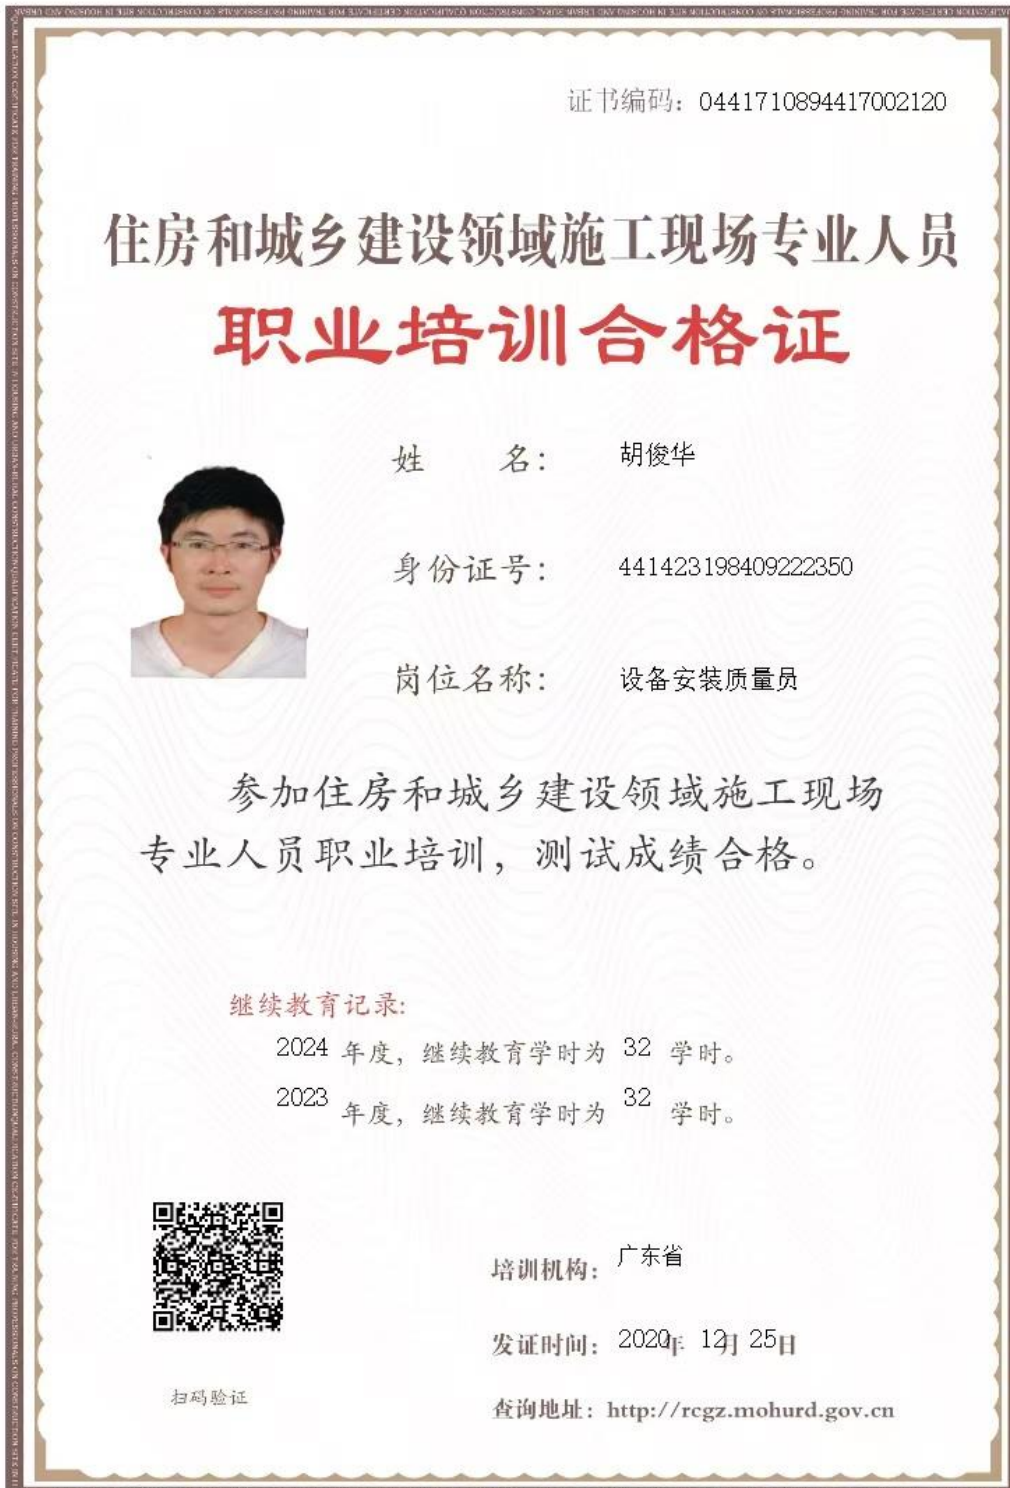 证书编码：0441710894417002120
住房和城乡建设领域施工现场专业人员
职业培训合格证
姓 名：胡俊华
身份证号：441423198409222350
岗位名称：设备安装质量员
参加住房和城乡建设领域施工现场
专业人员职业培训，测试成绩合格。
继续教育记录:
2024 年度，继续教育学时为 32 学时。
2023 年度，继续教育学时为 32 学时。
培训机构：广东省
发证时间：2020年 12月 25日
扫码验证
查询地址：http://rcgz.mohurd.gov.cn